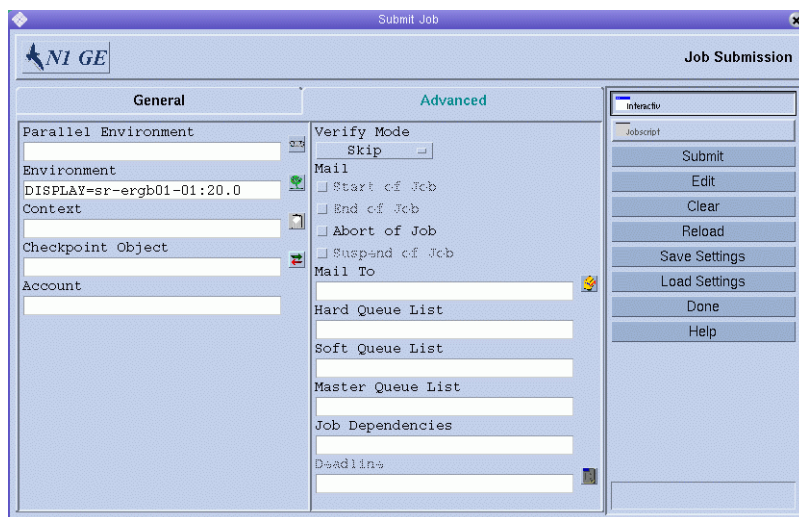 Submit Job
N1 GE
Job Submission
General
Advanced
Parallel Environment
Environment
DISPLAY=sr-ergb01-01:20.0
Context
Checkpoint Object
Account
Verify Mode
Skip
Mail
Start of Job
End of Job
Abort of Job
Suspend of Job
Mail To
Hard Queue List
Soft Queue List
Master Queue List
Job Dependencies
Deadline
Interactiv
Jobscript
Submit
Edit
Clear
Reload
Save Settings
Load Settings
Done
Help